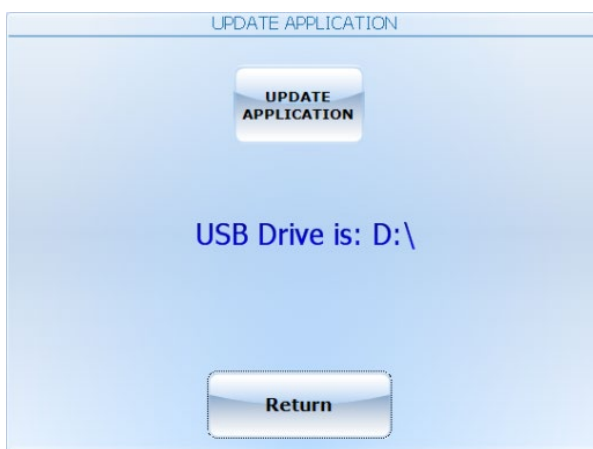 UPDATE APPLICATION
UPDATE
APPLICATION
USB Drive is: D:\
Return